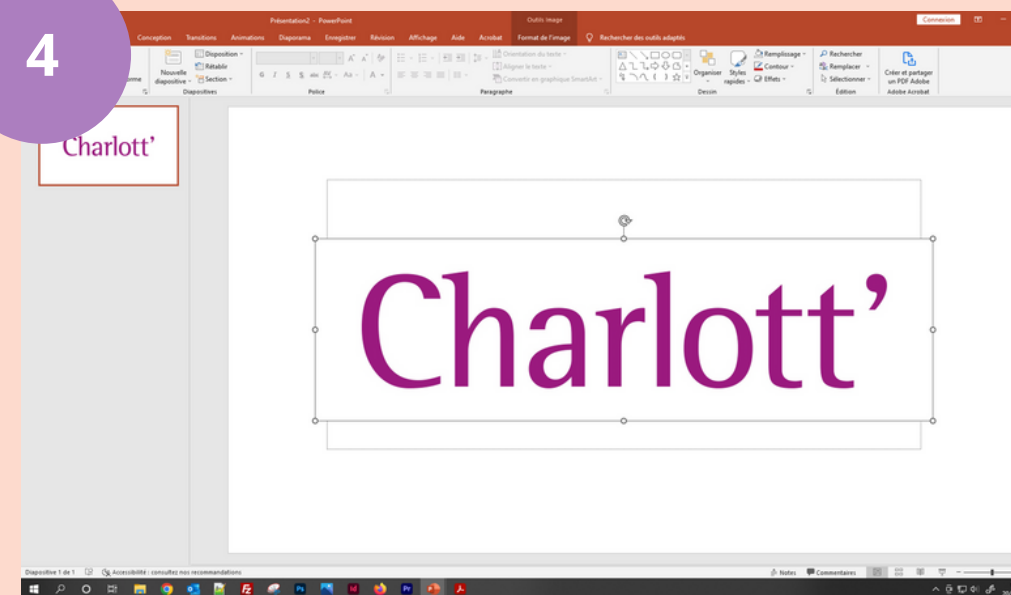 4
Présentation2 - PowerPoint
Outils Image
Connexion
Conception Transitions Animations Diaporama Enregistrer Révision Affichage Aide Acrobat Format de l'image Rechercher des outils adaptés
Nouvelle diapositive
Disposition
Rétablir
Section
Diapositives
G I S S abc Aa A
Police
Orientation du texte
Aligner le texte
Convertir en graphique SmartArt
Paragraphe
Organiser
Styles rapides
Remplissage
Contour
Effets
Dessin
Rechercher
Remplacer
Sélectionner
Édition
Créer et partager
un PDF Adobe
Adobe Acrobat
Charlott’
Charlott’
Diapositive 1 de 1 Accessibilité : consultez nos recommandations Notes Commentaires